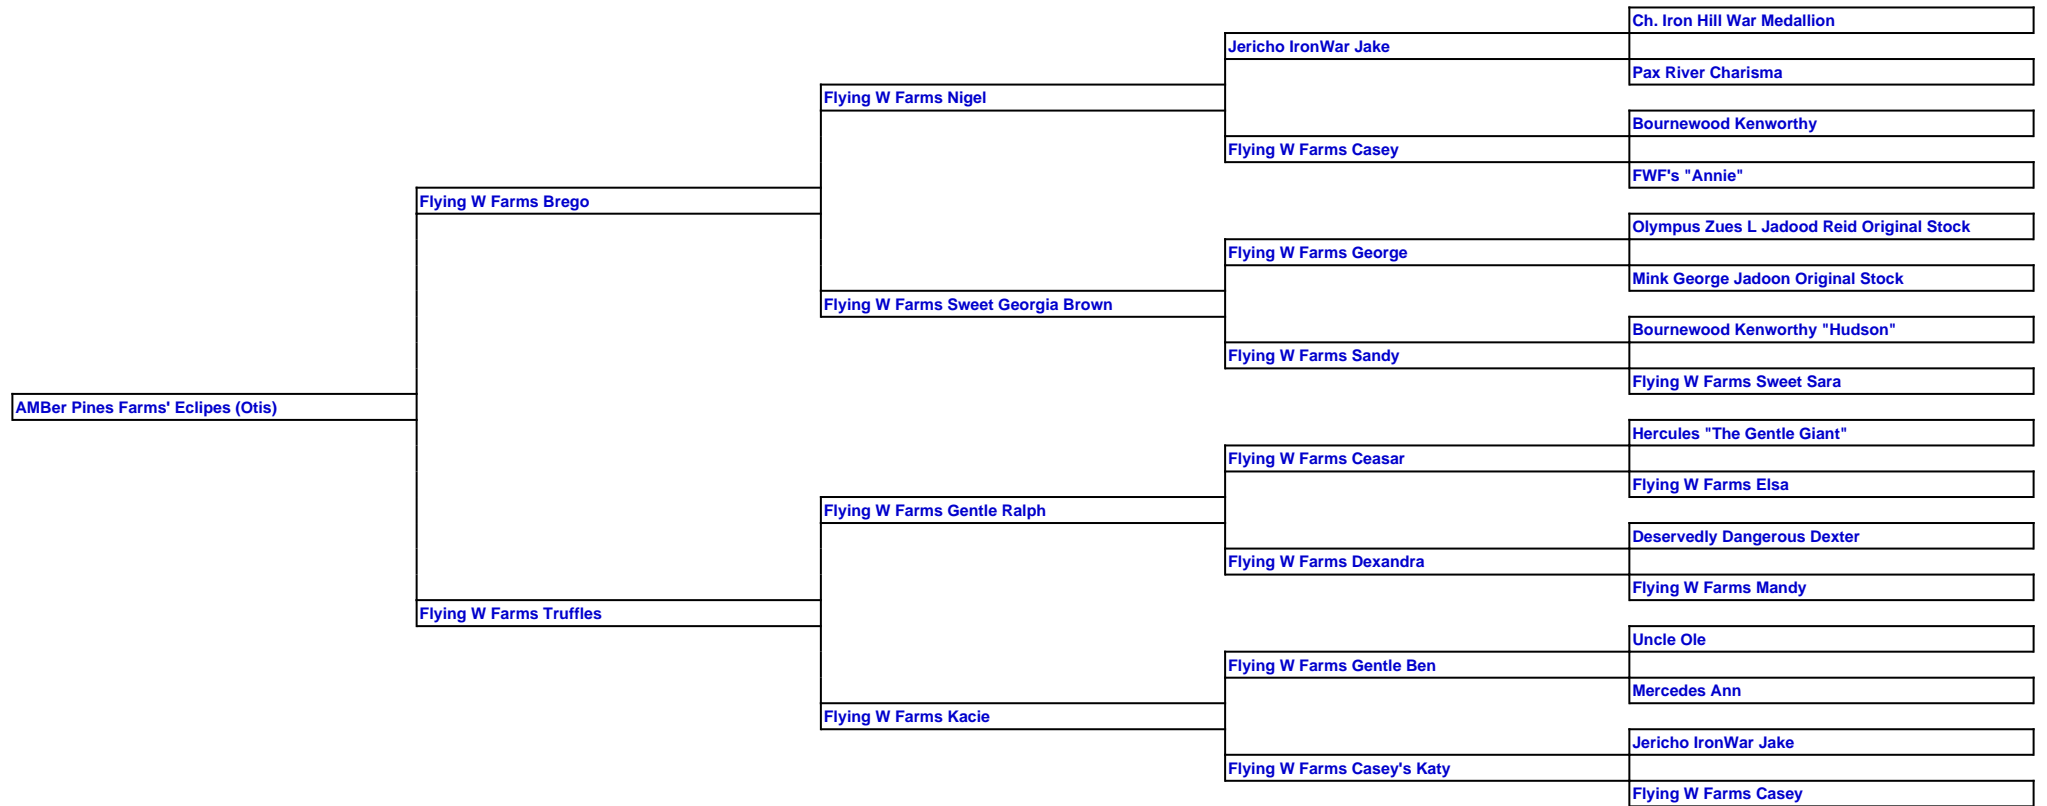 Ch. Iron Hill War Medallion
Jericho IronWar Jake
Pax River Charisma
Flying W Farms Nigel
Bournewood Kenworthy
Flying W Farms Casey
FWF's "Annie"
Flying W Farms Brego
Olympus Zues L Jadood Reid Original Stock
Flying W Farms George
Mink George Jadoon Original Stock
Flying W Farms Sweet Georgia Brown
Bournewood Kenworthy "Hudson"
Flying W Farms Sandy
Flying W Farms Sweet Sara
AMBer Pines Farms' Eclipes (Otis)
Hercules "The Gentle Giant"
Flying W Farms Ceasar
Flying W Farms Elsa
Flying W Farms Gentle Ralph
Deservedly Dangerous Dexter
Flying W Farms Dexandra
Flying W Farms Mandy
Flying W Farms Truffles
Uncle Ole
Flying W Farms Gentle Ben
Mercedes Ann
Flying W Farms Kacie
Jericho IronWar Jake
Flying W Farms Casey's Katy
Flying W Farms Casey